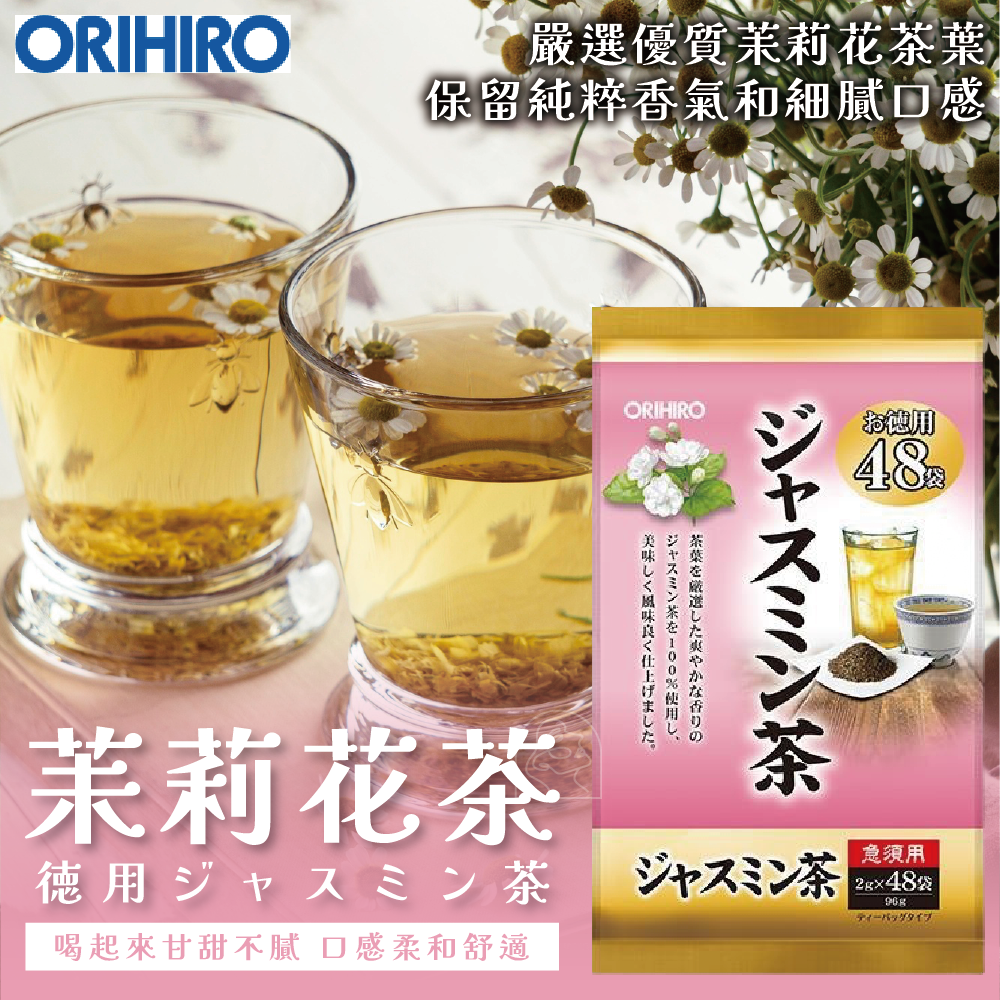 ORIHIRO
嚴選優質茉莉花茶葉
保留純粹香氣和細膩口感
ORIHIRO
お徳用
48袋
ジャスミン茶
茶葉を厳選した爽やかな香りの
ジャスミン茶を100%使用し、
美味しく風味良く仕上げました。
茉莉花茶
徳用ジャスミン茶
喝起來甘甜不膩 口感柔和舒適
ジャスミン茶
急須用
2g×48袋
96g
ティーバッグタイプ